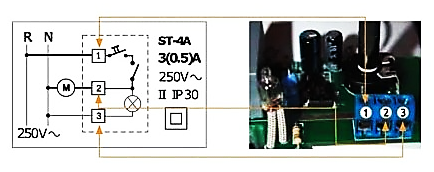 R N
1
M
2
3
250V～
ST-4A
3(0.5)A
250V～
II IP30
1 2 3